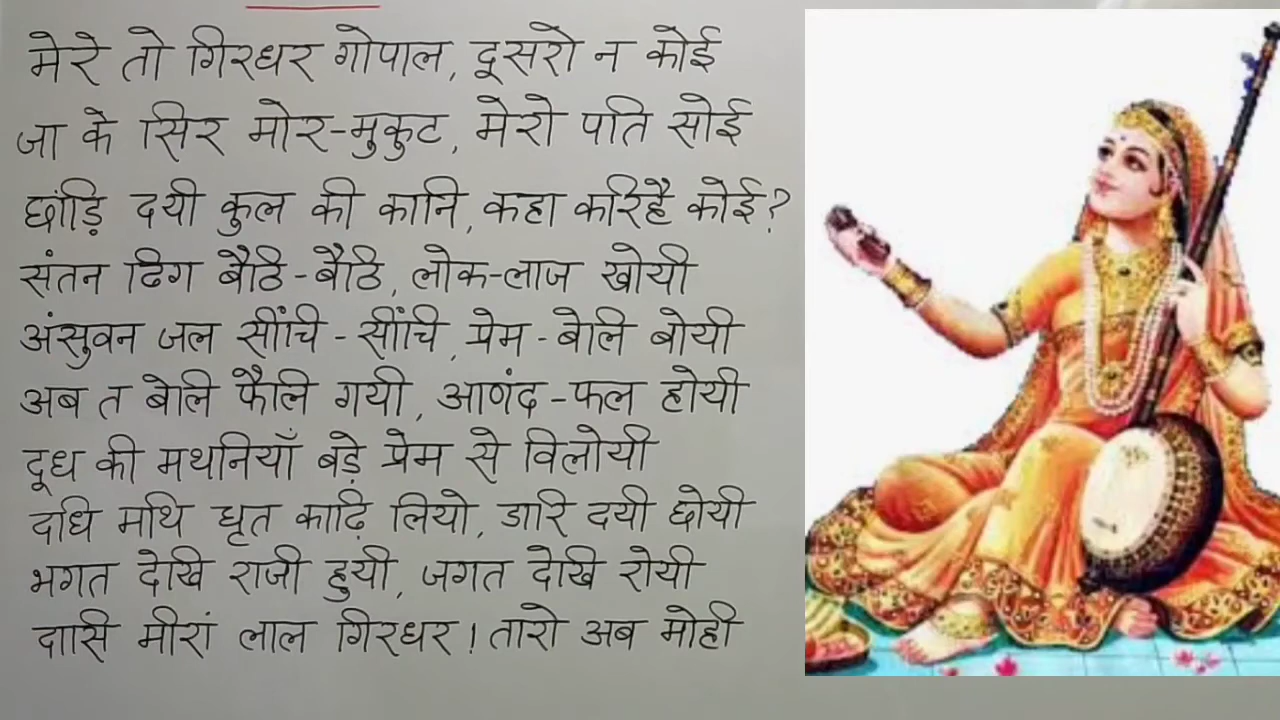 मेरे तो गिरधर गोपाल, दूसरो न कोई
जा के सिर मोर-मुकुट, मेरो पति सोई
छांड़ि दयी कुल की कानि, कहा करिहै कोई?
संतन ढिग बैठि-बैठि, लोक-लाज खोयी
अंसुवन जल सींचि-सींचि, प्रेम-बेलि बोयी
अब त बेलि फैलि गयी, आणंद-फल होयी
दूध की मथनियाँ बड़े प्रेम से विलोयी
दधि मथि घृत काढ़ि लियो, डारि दयी छोयी
भगत देखि राजी हुयी, जगत देखि रोयी
दासि मीरां लाल गिरधर! तारो अब मोही